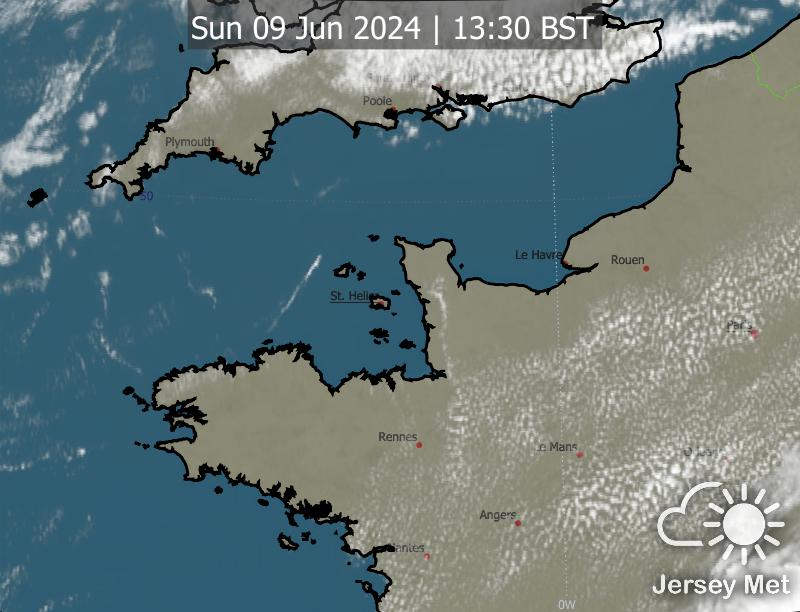 Sun 09 Jun 2024 | 13:30 BST
Poole
Plymouth
50
Le Havre
Rouen
St. Helier
Paris
Rennes
Le Mans
Angers
Nantes
0W
Jersey Met